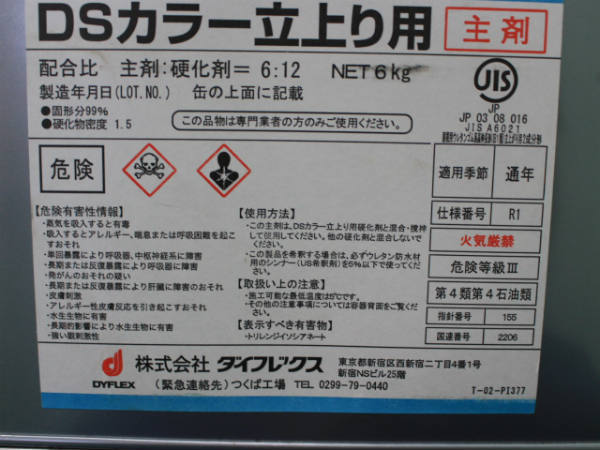 DSカラー立上り用
主剤
配合比 主剤:硬化剤= 6:12 NET6kg
製造年月日(LOT.NO.) 缶の上面に記載
●固形分99%
●硬化物密度 1.5
この品物は専門業者の方のみご使用ください。
JIS
JP
JP 03 08 016
JIS A6021
危険
適用季節 通年
仕様番号 R1
火気厳禁
危険等級Ⅲ
第4類第4石油類
指針番号 155
国連番号 2206
【危険有害性情報】
・蒸気を吸入すると有毒
・吸入するとアレルギー、喘息または呼吸困難を起こ
すおそれ
・単回暴露により呼吸器、中枢神経系に障害
・長期または反復暴露により呼吸器に障害
・発がんのおそれの疑い
・長期または反復暴露により肝臓に障害のおそれ
・皮膚刺激
・アレルギー性皮膚反応を引き起こすおそれ
・水生生物に有害
・長期的影響により水生生物に有害
・強い眼刺激性
【使用方法】
・この主剤は、DSカラー立上り用硬化剤と混合・撹拌
して使用してください。他の硬化剤と混合しないで
ください。
・この製品を希釈する場合は、必ずウレタン防水材
用のシンナー(US希釈剤)を5%以下で使ってくださ
い。
【取扱い上の注意】
・施工可能な最低温度は5℃です。
・その他の注意事項については容器背面をご覧くだ
さい。
【表示すべき有害物】
・トリレンジイソシアネート
DYFLEX
株式会社 ダイフレックス
東京都新宿区西新宿二丁目4番1号
新宿NSビル25階
(緊急連絡先)つくば工場 TEL 0299-79-0440
T-02-PI377